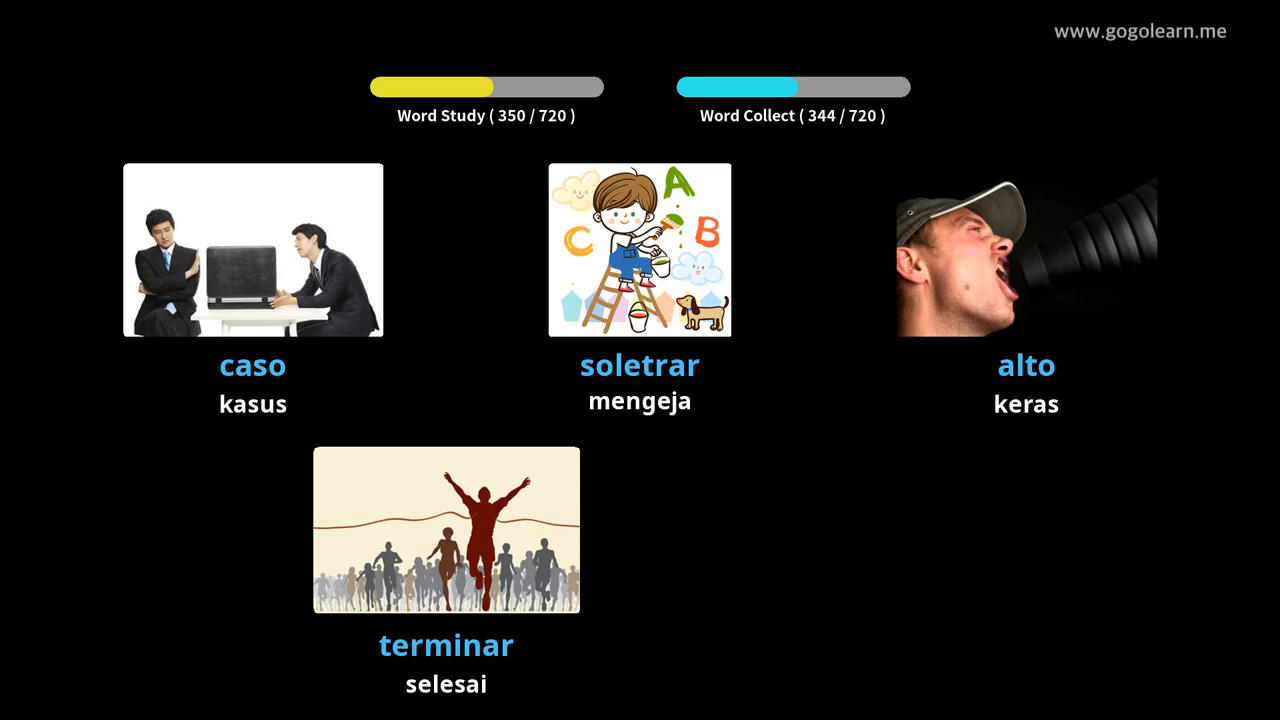 www.gogolearn.me
Word Study ( 350 / 720 )
Word Collect ( 344 / 720 )
A
B
C
caso
kasus
soletrar
mengeja
alto
keras
terminar
selesai